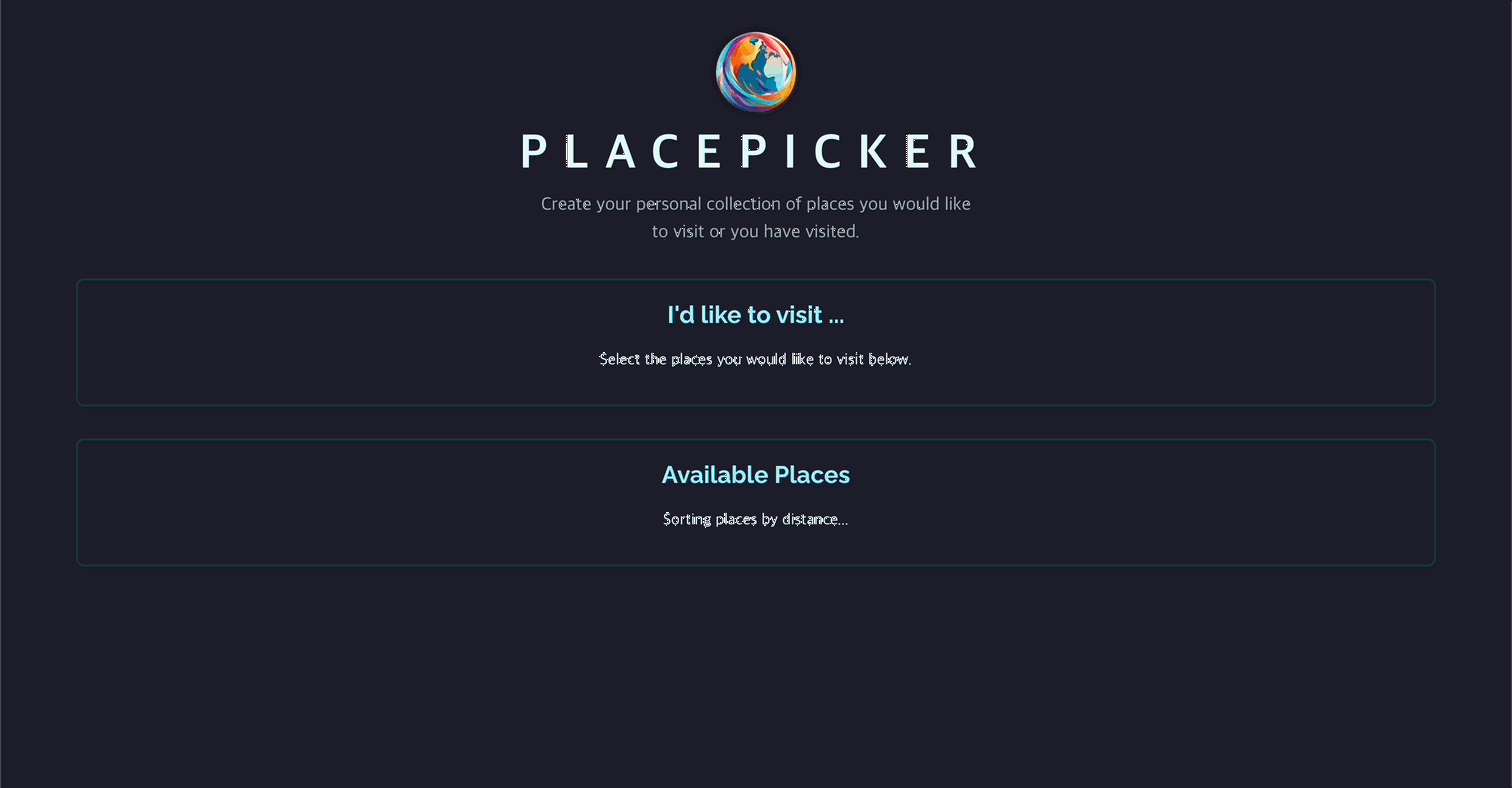 PLACEPICKER
Create your personal collection of places you would like
to visit or you have visited.
I'd like to visit ...
Select the places you would like to visit below.
Available Places
Sorting places by distance...